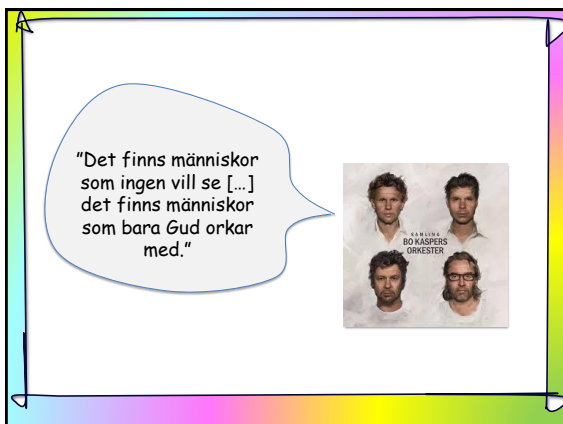 "Det finns människor
som ingen vill se […]
det finns människor
som bara Gud orkar
med."
SAMLING
BO KASPERS
ORKESTER